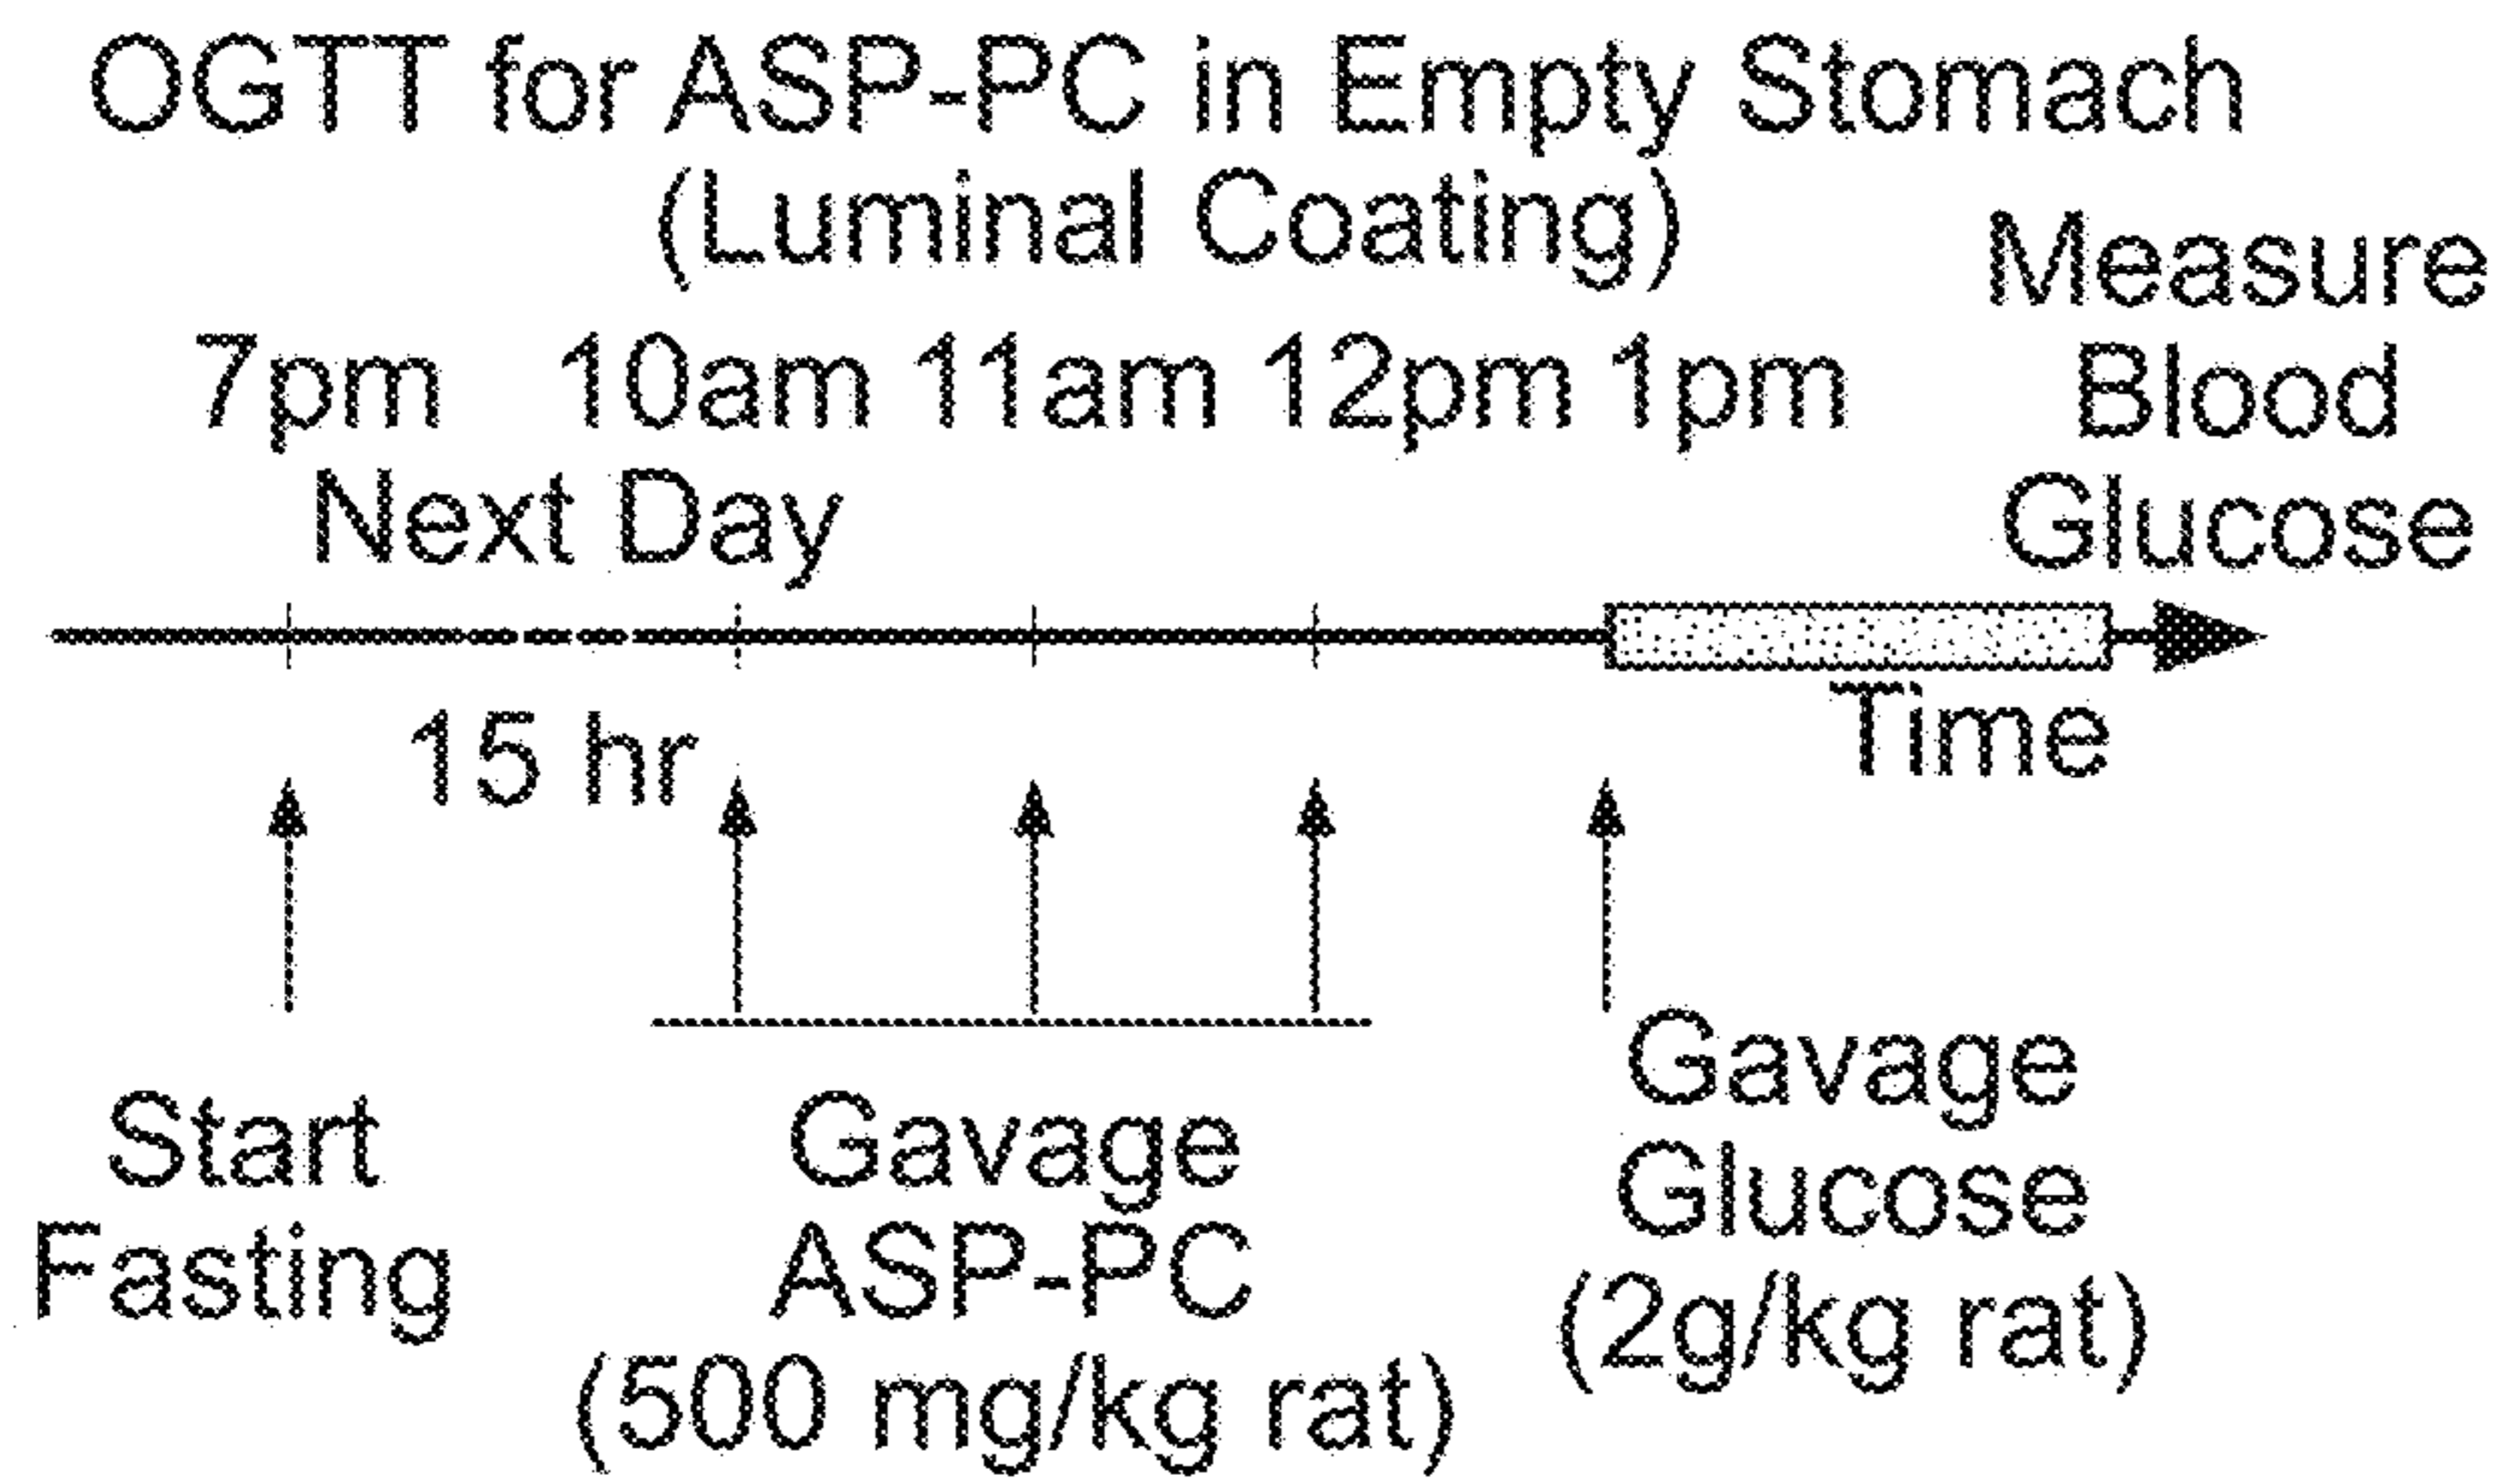 OGTT for ASP-PC in Empty Stomach
(Luminal Coating)
Measure
Blood
Glucose
7pm 10am 11am 12pm 1pm
Next Day
15 hr
Time
Start
Fasting
Gavage
ASP-PC
(500 mg/kg rat)
Gavage
Glucose
(2g/kg rat)